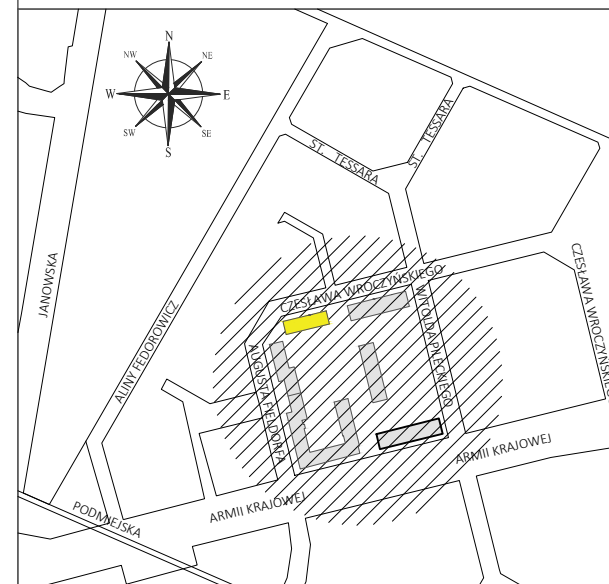 N
NW
NE
W
E
SW
SE
S
ST. TESSARA
ST. TESSARA
JANOWSKA
ALINY FEDOROWICZ
CZESŁAWA WROCZYŃSKIEGO
CZESŁAWA WROCZYŃSKIEGO
WITOLDA PILECKIEGO
AUGUSTA FIELDORFA
ARMII KRAJOWEJ
ARMII KRAJOWEJ
PODMIEJSKA